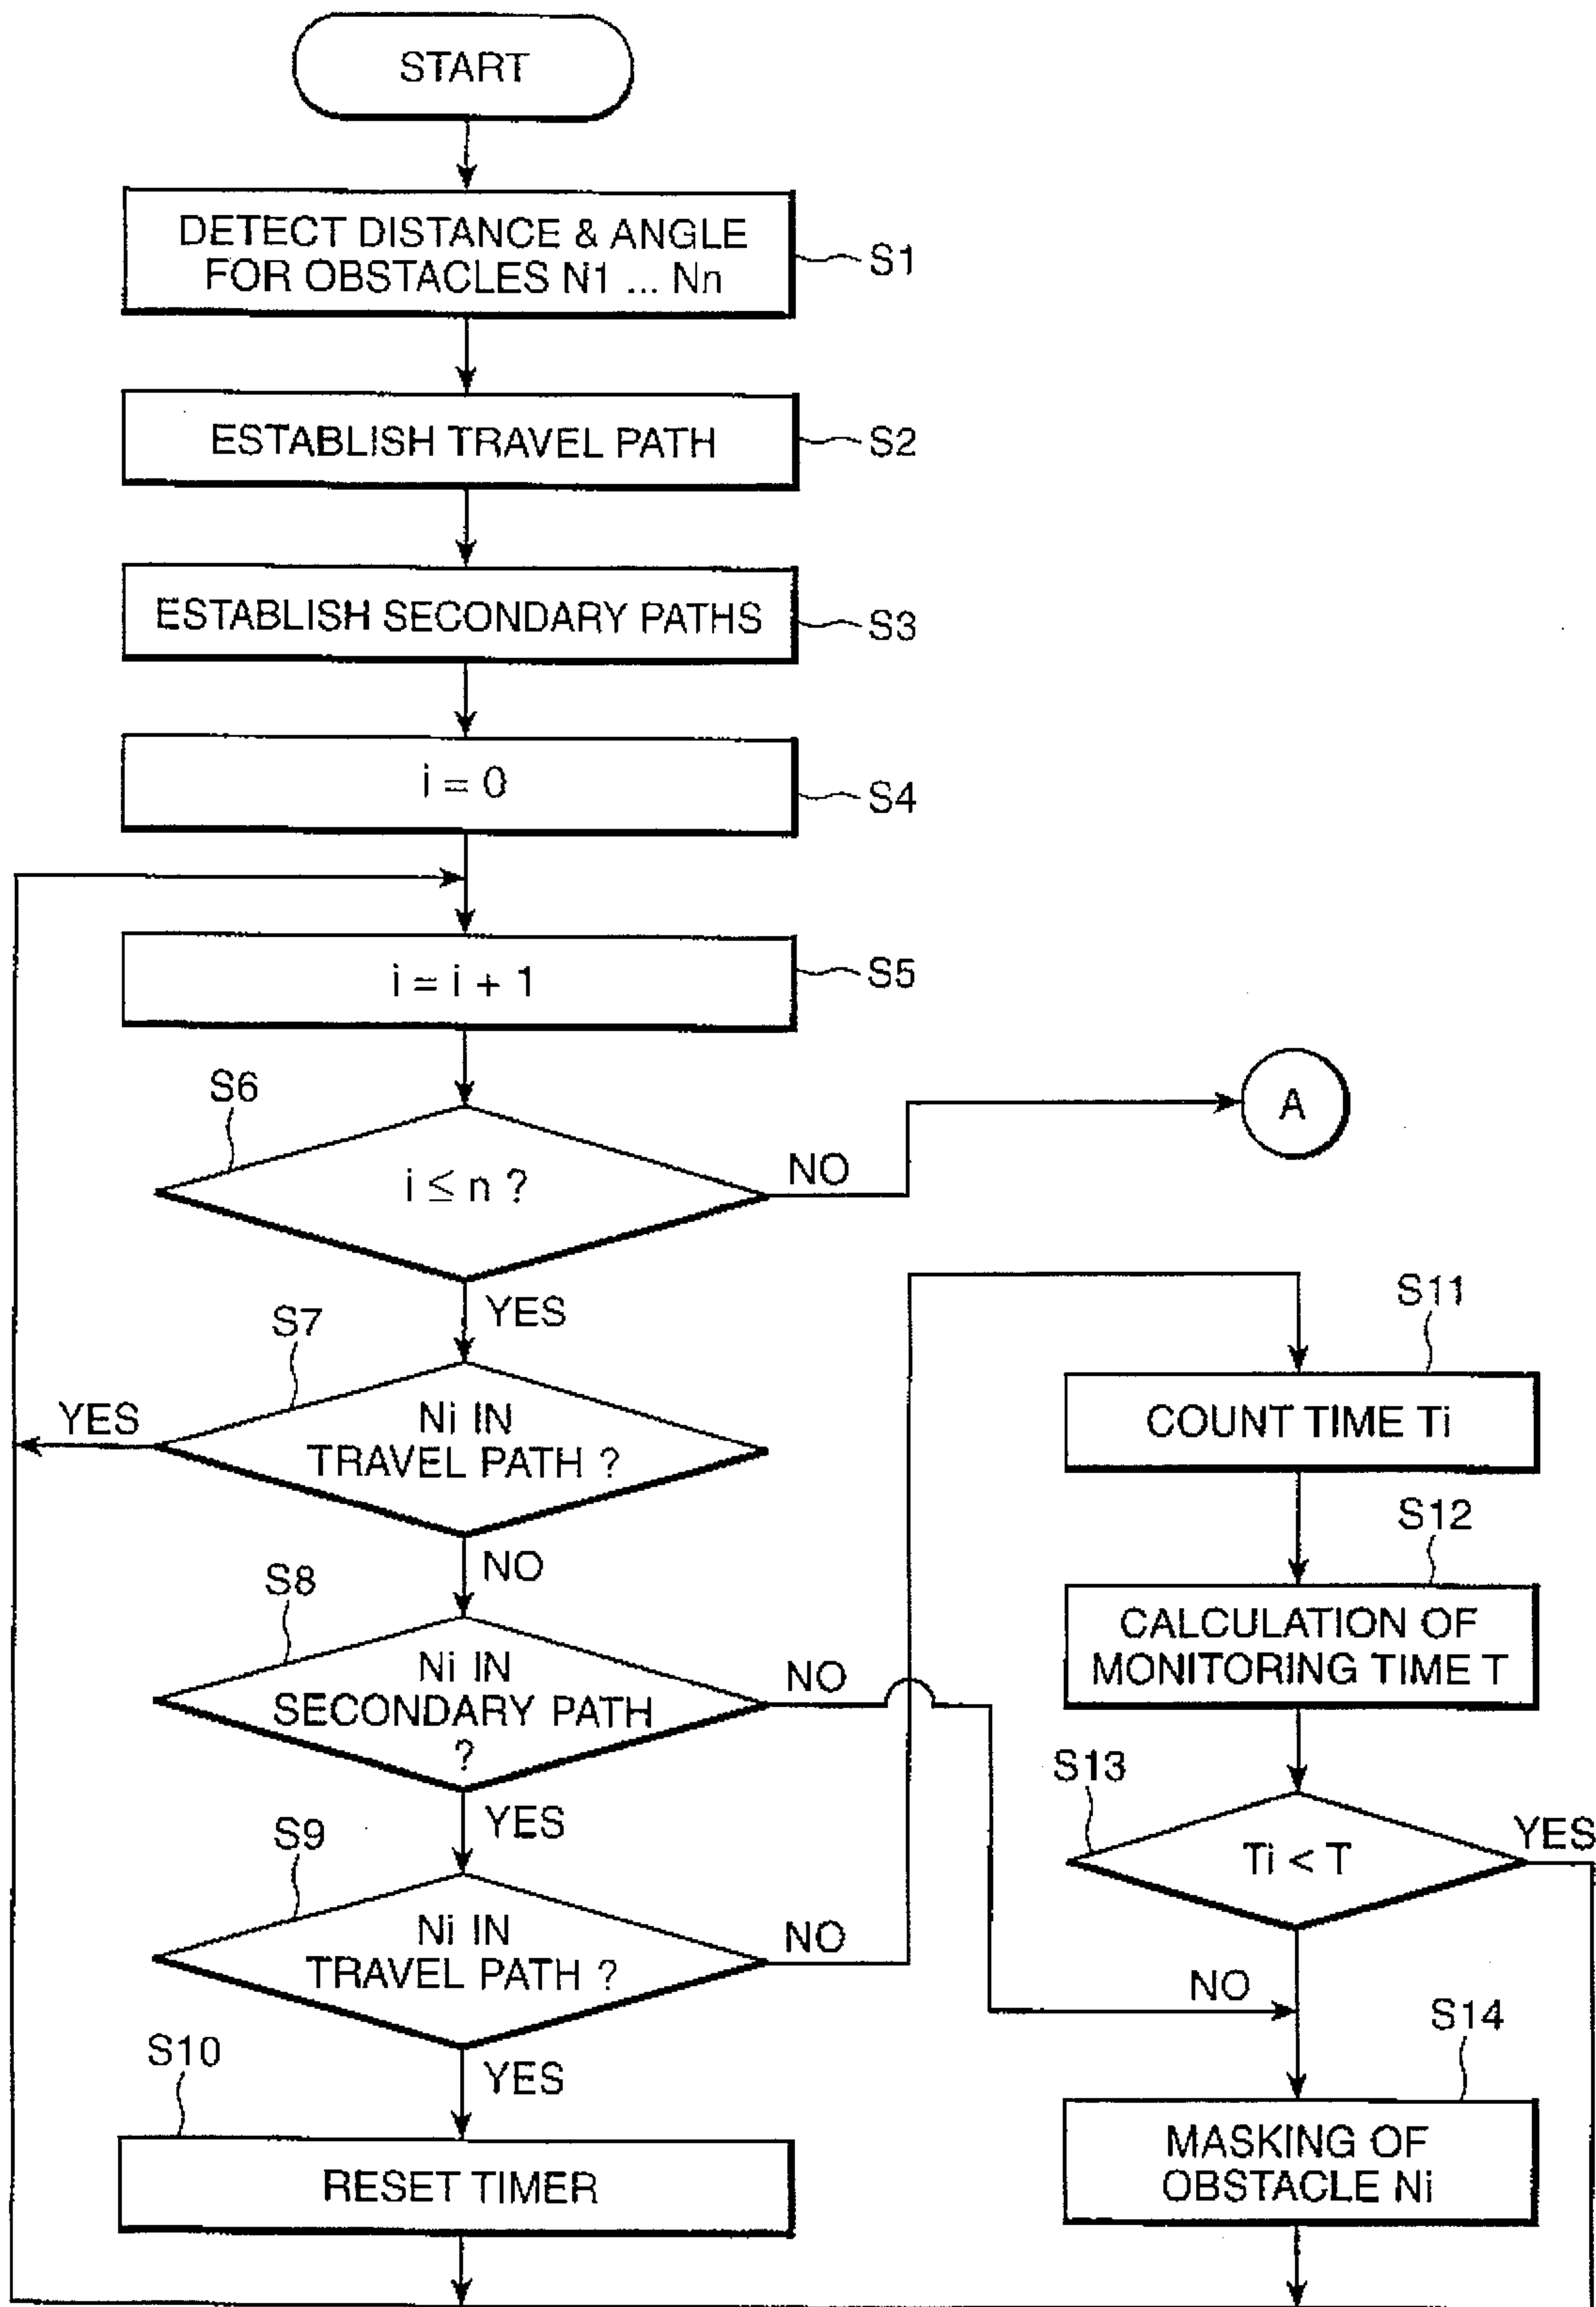 START
DETECT DISTANCE & ANGLE
FOR OBSTACLES N1 ... Nn
S1
ESTABLISH TRAVEL PATH
S2
ESTABLISH SECONDARY PATHS
S3
i = 0
S4
i = i + 1
S5
S6
i ≤ n ?
NO
A
YES
S7
Ni IN
TRAVEL PATH ?
YES
NO
S8
Ni IN
SECONDARY PATH
?
NO
YES
S9
Ni IN
TRAVEL PATH ?
NO
YES
S10
RESET TIMER
S11
COUNT TIME Ti
S12
CALCULATION OF
MONITORING TIME T
S13
Ti < T
YES
NO
S14
MASKING OF
OBSTACLE Ni